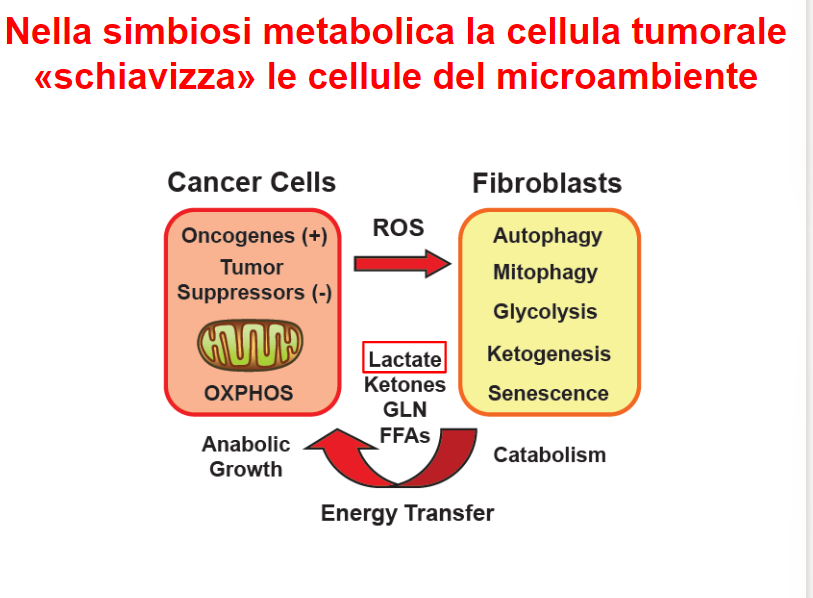 Nella simbiosi metabolica la cellula tumorale
«schiavizza» le cellule del microambiente
Cancer Cells
Fibroblasts
Oncogenes (+)
Tumor
Suppressors (-)
OXPHOS
ROS
Autophagy
Mitophagy
Glycolysis
Ketogenesis
Senescence
Lactate
Ketones
GLN
FFAs
Anabolic
Growth
Catabolism
Energy Transfer